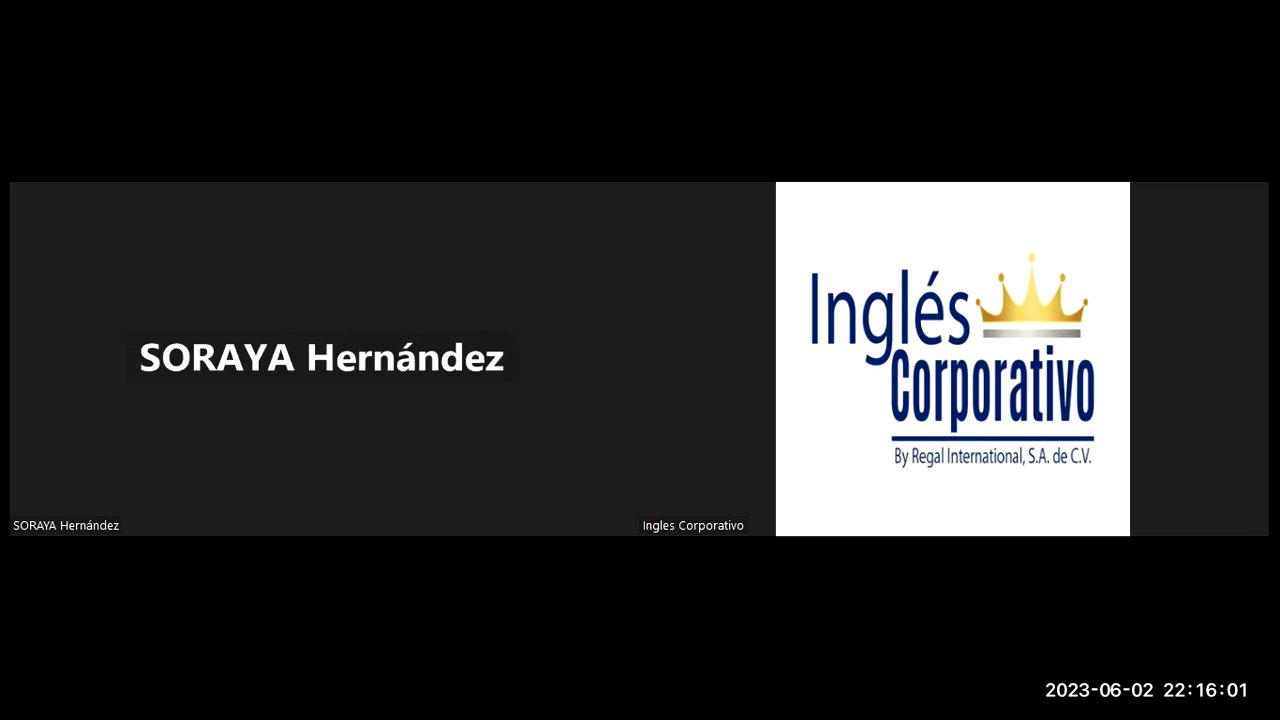 SORAYA Hernández
Inglés
Corporativo
By Regal International, S.A. de C.V.
SORAYA Hernández
Ingles Corporativo
2023-06-02 22:16:01